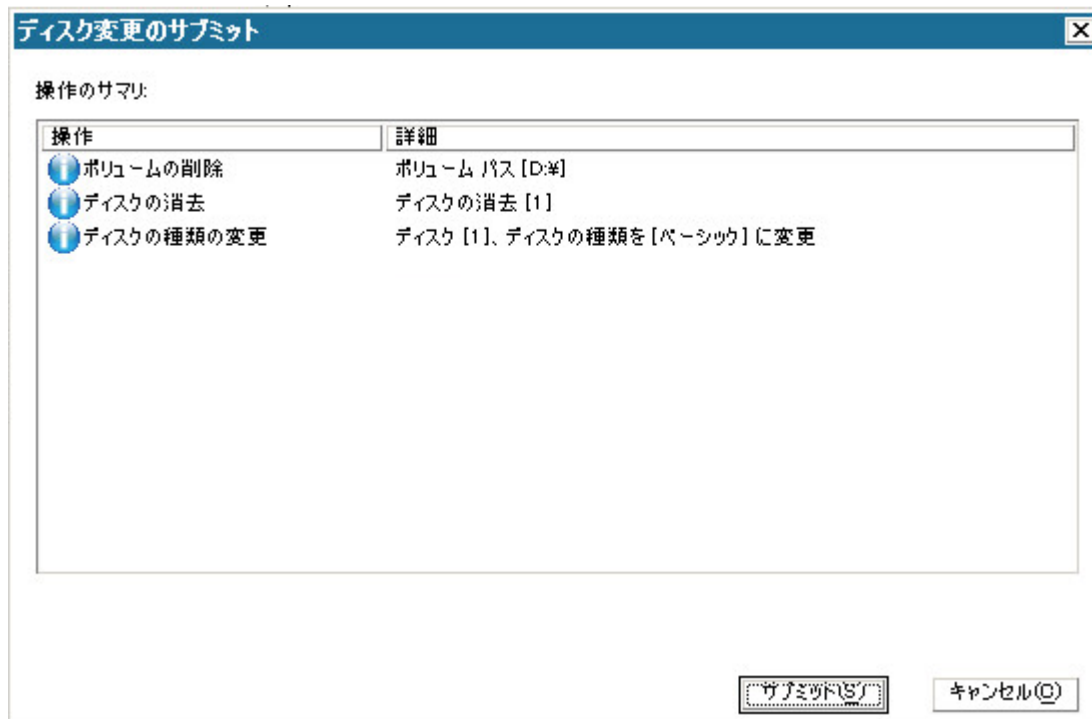 ディスク変更のサブミット
操作のサマリ:
操作 詳細
ボリュームの削除 ボリューム パス [D:¥]
ディスクの消去 ディスクの消去 [1]
ディスクの種類の変更 ディスク [1]、ディスクの種類を [ベーシック] に変更
サブミット(S) キャンセル(C)